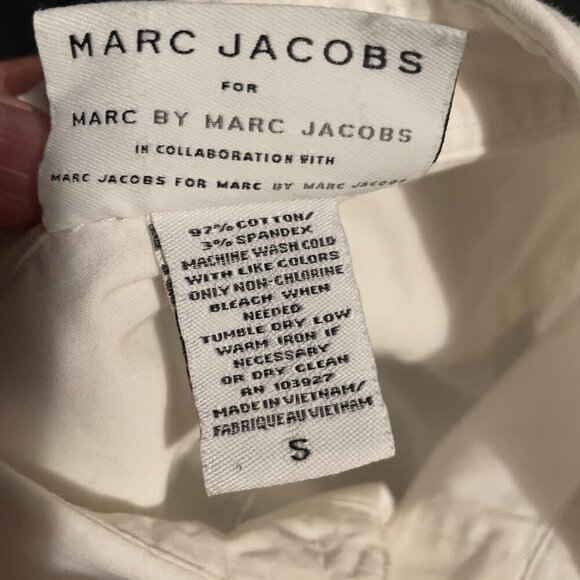 MARC JACOBS
FOR
MARC BY MARC JACOBS
IN COLLABORATION WITH
MARC JACOBS FOR MARC BY MARC JACOBS
97% COTTON/
3% SPANDEX
MACHINE WASH COLD
WITH LIKE COLORS
ONLY NON-CHLORINE
BLEACH WHEN
NEEDED
TUMBLE DRY LOW
WARM IRON IF
NECESSARY
OR DRY CLEAN
RN 103927
MADE IN VIETNAM/
FABRIQUE AU VIETNAM
S